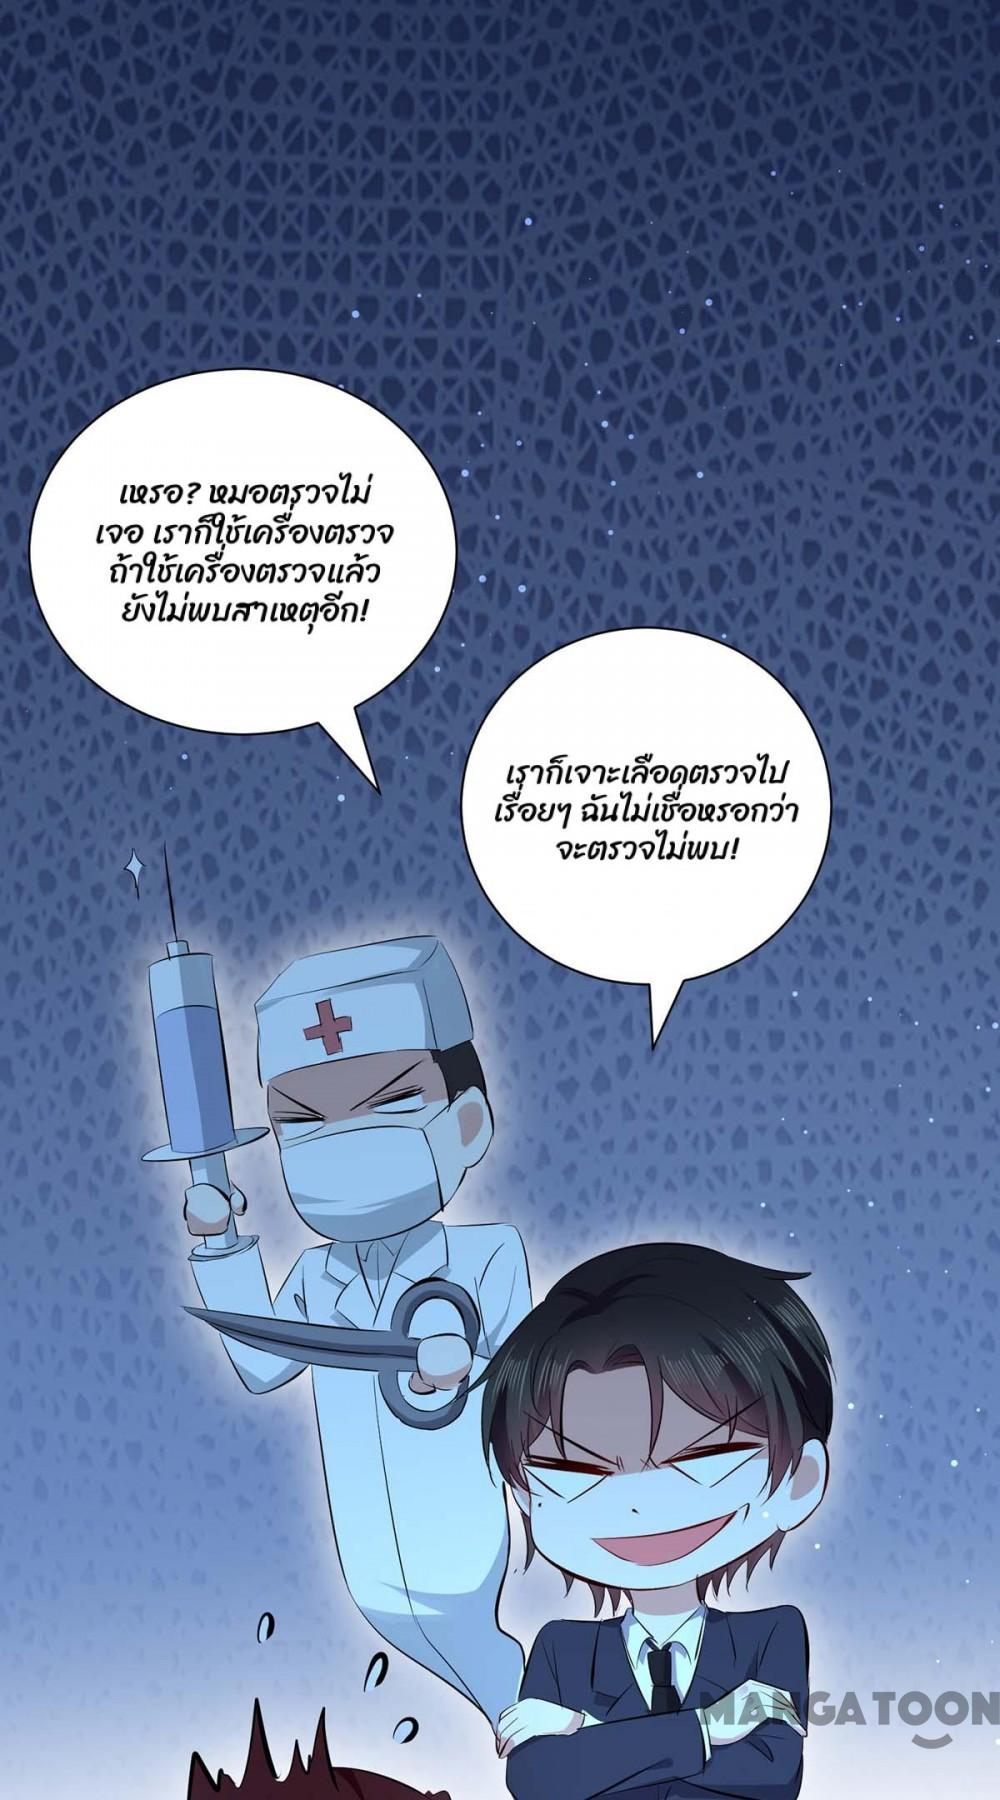 เหรอ? หมอตรวจไม่
เจอ เราก็ใช้เครื่องตรวจ
ถ้าใช้เครื่องตรวจแล้ว
ยังไม่พบสาเหตุอีก!
เราก็เจาะเลือดตรวจไป
เรื่อยๆ ฉันไม่เชื่อหรอกว่า
จะตรวจไม่พบ!
MANGATOON